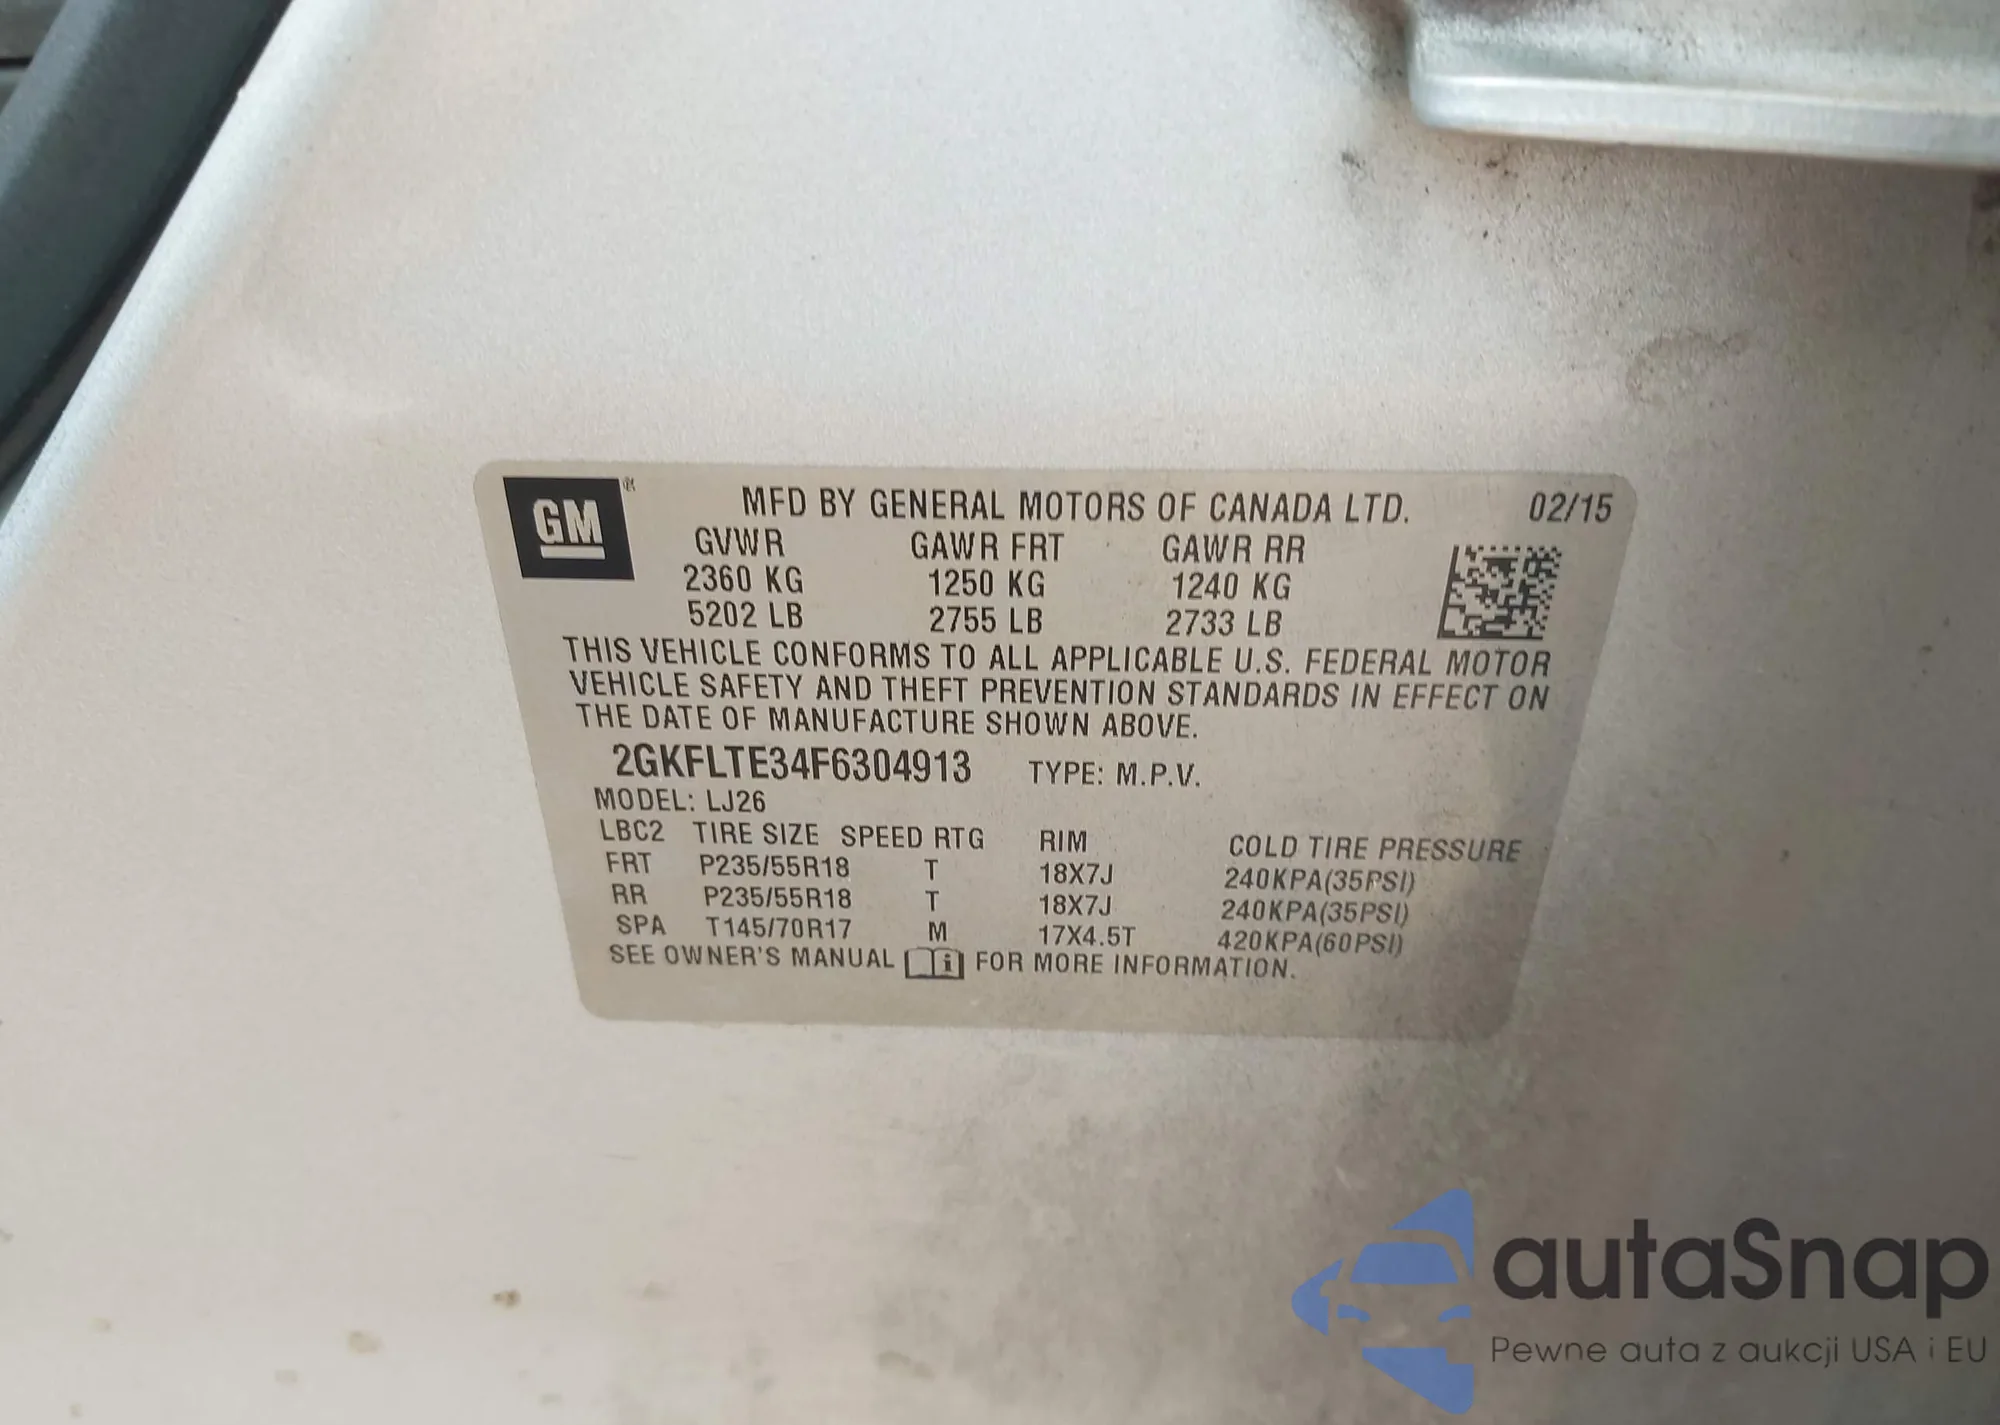 GM ® MFD BY GENERAL MOTORS OF CANADA LTD. 02/15
GVWR GAWR FRT GAWR RR
2360 KG 1250 KG 1240 KG
5202 LB 2755 LB 2733 LB
THIS VEHICLE CONFORMS TO ALL APPLICABLE U.S. FEDERAL MOTOR
VEHICLE SAFETY AND THEFT PREVENTION STANDARDS IN EFFECT ON
THE DATE OF MANUFACTURE SHOWN ABOVE.
2GKFLTE34F6304913 TYPE: M.P.V.
MODEL: LJ26
LBC2 TIRE SIZE SPEED RTG RIM COLD TIRE PRESSURE
FRT P235/55R18 T 18X7J 240KPA(35PSI)
RR P235/55R18 T 18X7J 240KPA(35PSI)
SPA T145/70R17 M 17X4.5T 420KPA(60PSI)
SEE OWNER'S MANUAL i FOR MORE INFORMATION.
autaSnap
Pewne auta z aukcji USA i EU